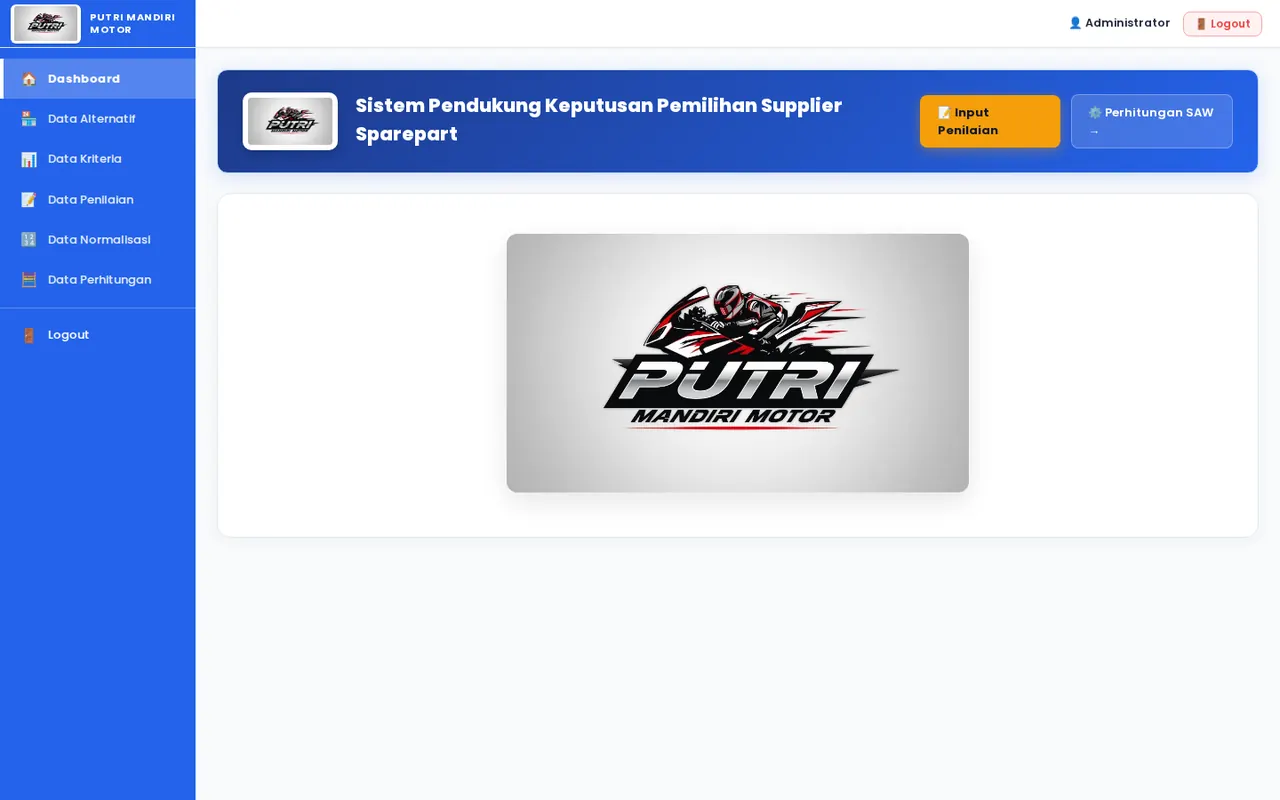 PUTRI MANDIRI
MOTOR
👤 Administrator
🚪 Logout
🏠 Dashboard
🏪 Data Alternatif
📊 Data Kriteria
📝 Data Penilaian
🔢 Data Normalisasi
🧮 Data Perhitungan
🚪 Logout
PUTRI
Sistem Pendukung Keputusan Pemilihan Supplier
Sparepart
📝 Input
Penilaian
⚙️ Perhitungan SAW
→
PUTRI
MANDIRI MOTOR